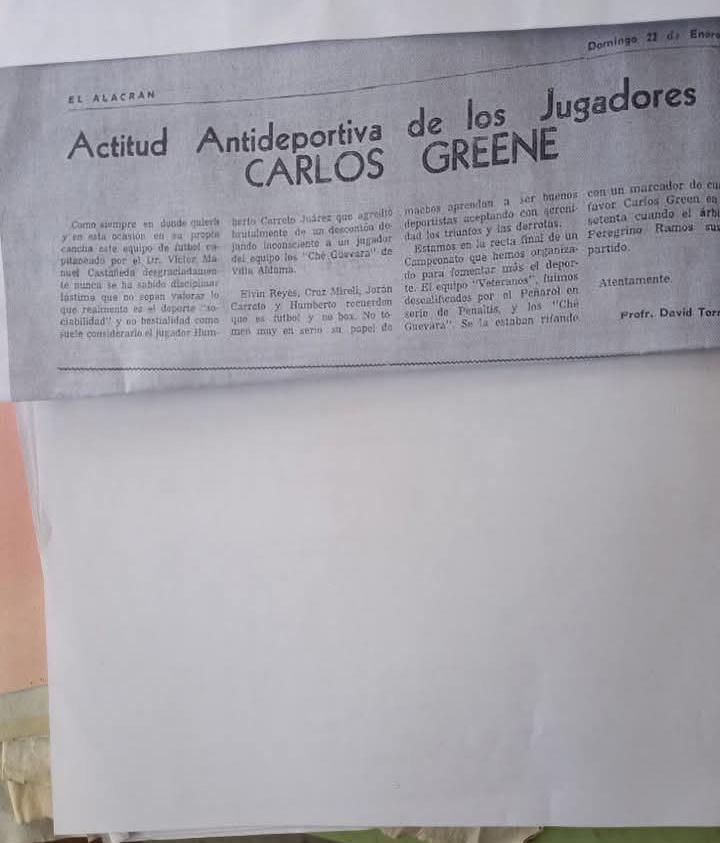 EL ALACRAN
Domingo 22 de Enero
Actitud Antideportiva de los Jugadores
CARLOS GREENE
Como siempre en donde quiera
y en esta ocasión en su propia
cancha este equipo de futbol ca-
pitaneado por el Dr. Víctor Ma-
nuel Castañeda desgraciadamen-
te nunca se ha sabido disciplinar
lástima que no sepan valorar lo
que realmente es el deporte "so-
ciabilidad" y no bestialidad como
suele considerarlo el jugador Hum-
berto Carreto Juárez que agredió
brutalmente de un descontón de-
jando inconsciente a un jugador
del equipo los "Ché Guevara" de
Villa Aldama.
Elvin Reyes, Cruz Mireli, Jorán
Carreto y Humberto recuerden
que es futbol y no box. No to-
men muy en serio su papel de
machos aprendan a ser buenos
deportistas aceptando con sereni-
dad los triunfos y las derrotas.
Estamos en la recta final de un
Campeonato que hemos organiza-
do para fomentar más el depor-
te. El equipo "Veteranos", fuimos
descalificados por el Peñarol en
serie de Penaltis, y los "Ché
Guevara". Se la estaban rifando
con un marcador de
favor Carlos Green en
setenta cuando el árb
Peregrino Ramos sus
partido.
Atentamente.
Profr. David Torr